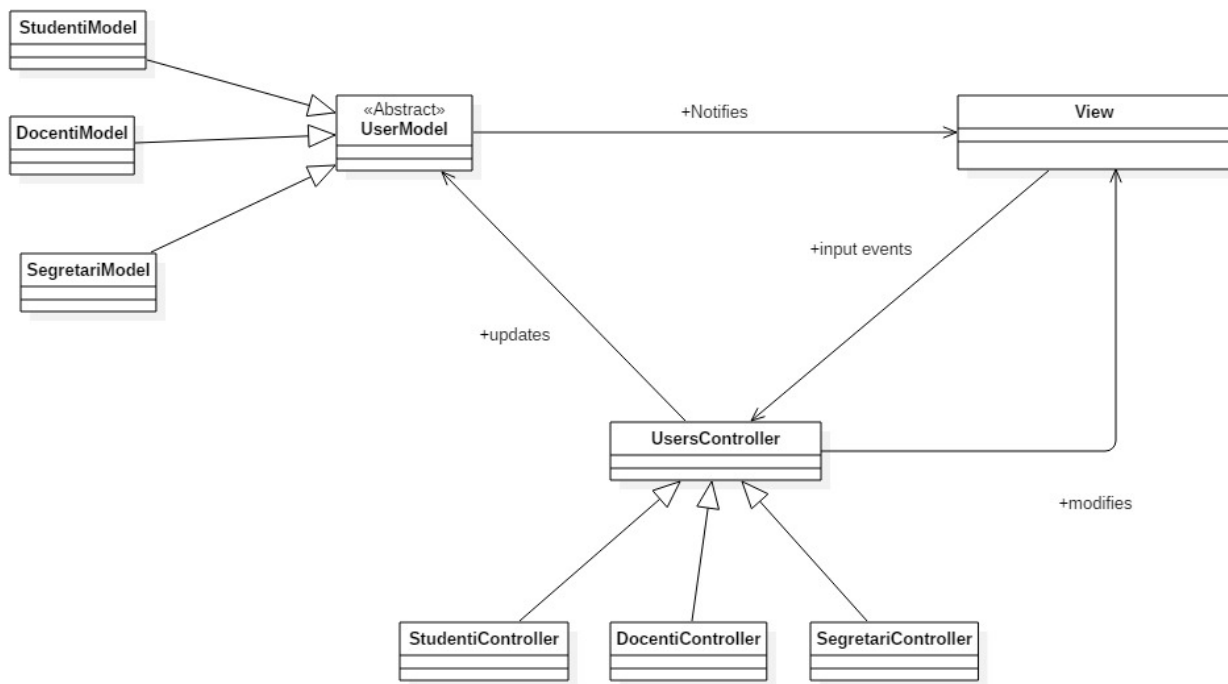 StudentiModel
«Abstract»
UserModel
+Notifies
View
DocentiModel
+input events
SegretariModel
+updates
UsersController
+modifies
StudentiController
DocentiController
SegretariController